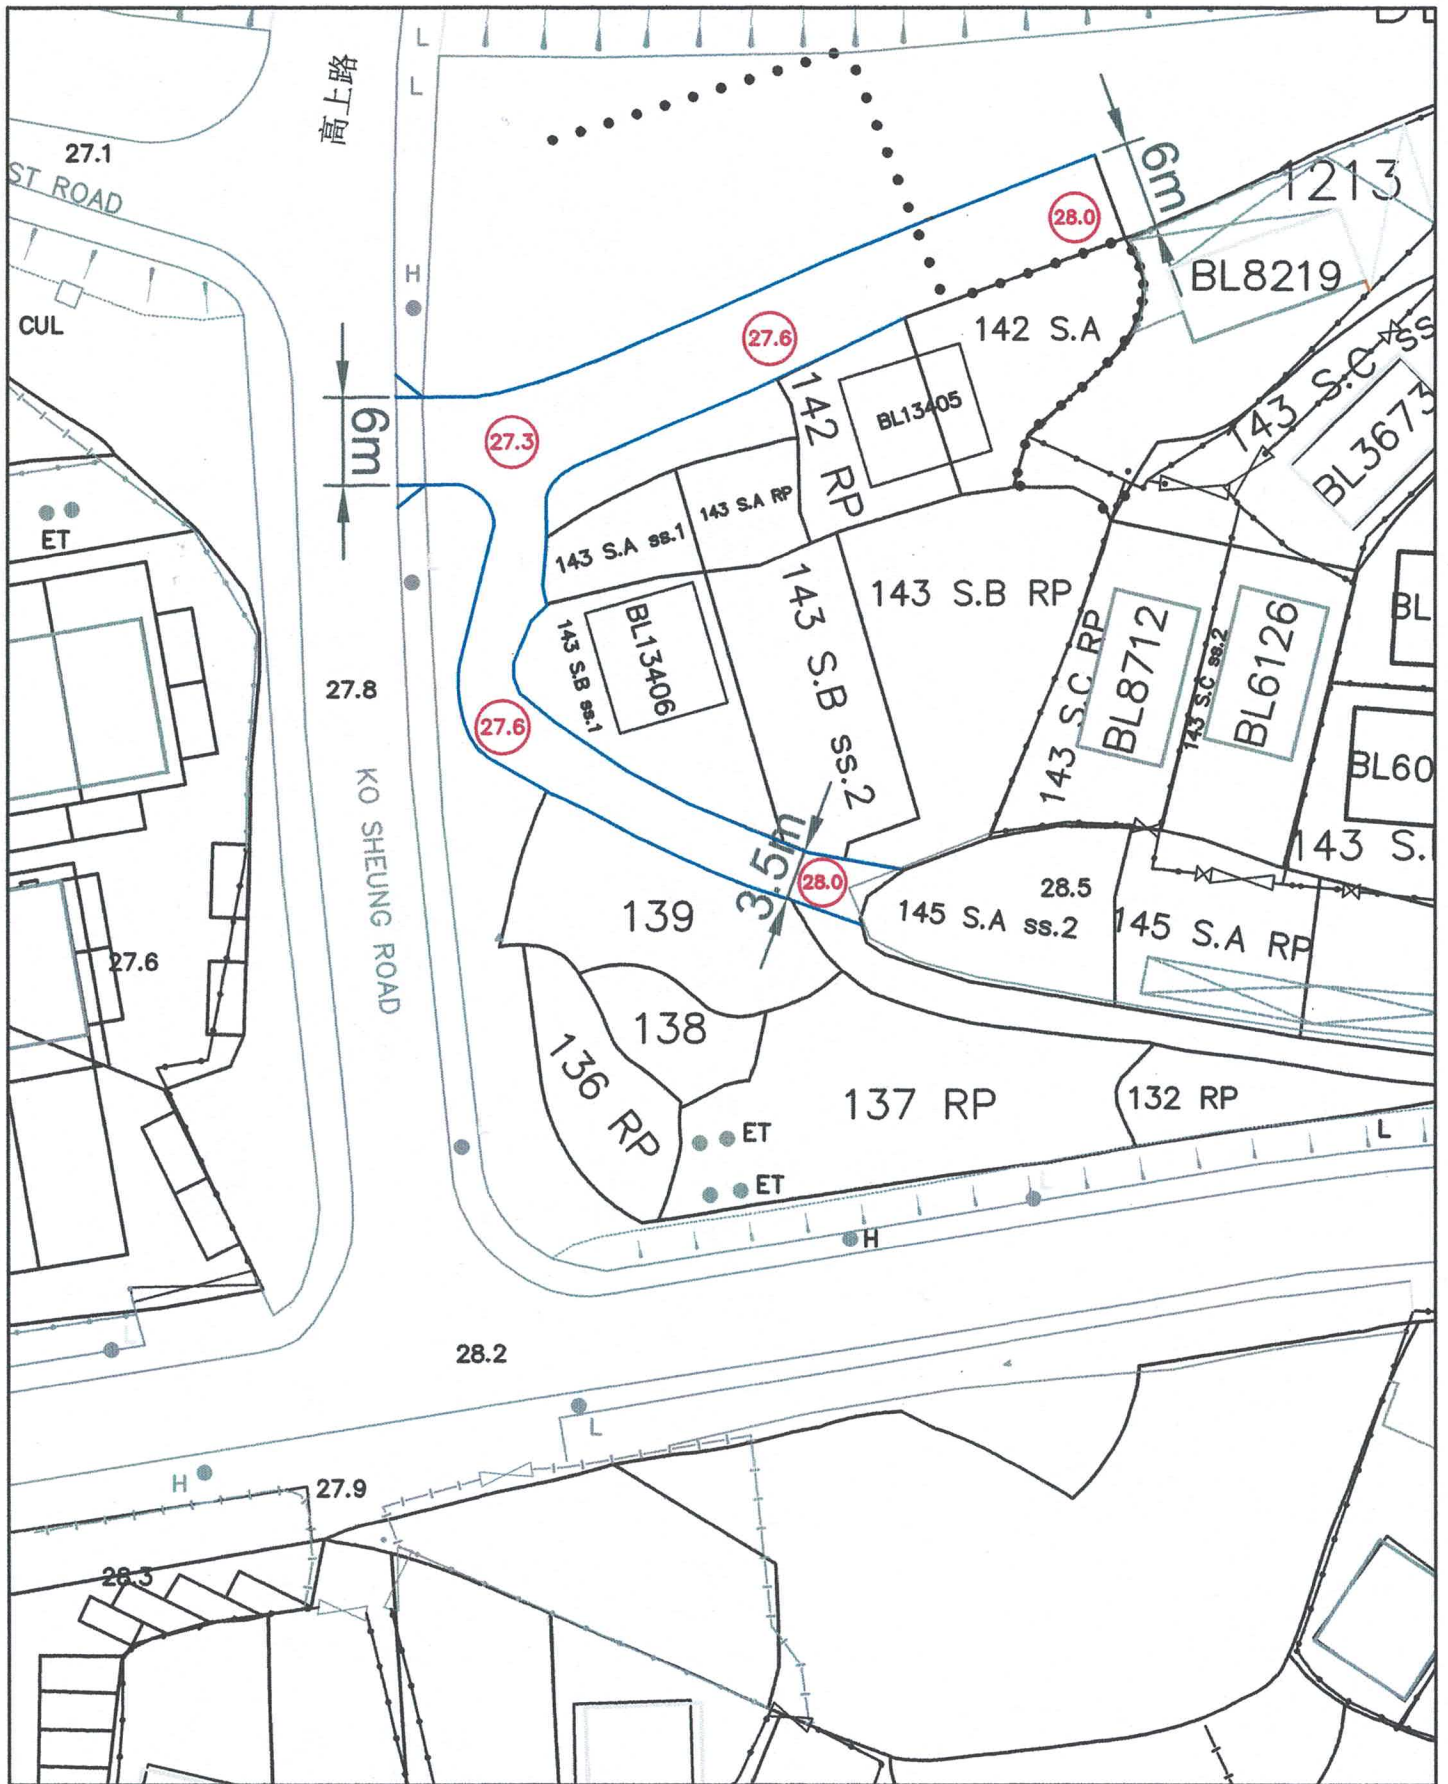 L
L
高上路
27.1
ST ROAD
6m
1213
28.0
BL8219
H
CUL
27.6
142 S.A
6m
27.3
142 RP
BL13405
143 S.C ss
BL3673
ET
143 S.A ss.1
143 S.A RP
143 S.B RP
143 S.B ss.1
BL13406
143 S.B ss.2
143 S.C RP
BL8712
143 S.C ss.2
BL6126
BL
27.8
27.6
BL60
KO SHEUNG ROAD
3.5m
28.0
143 S.
28.5
139
145 S.A ss.2
145 S.A RP
27.6
138
136 RP
137 RP
132 RP
ET
ET
L
L
H
L
28.2
L
H
27.9
28.3